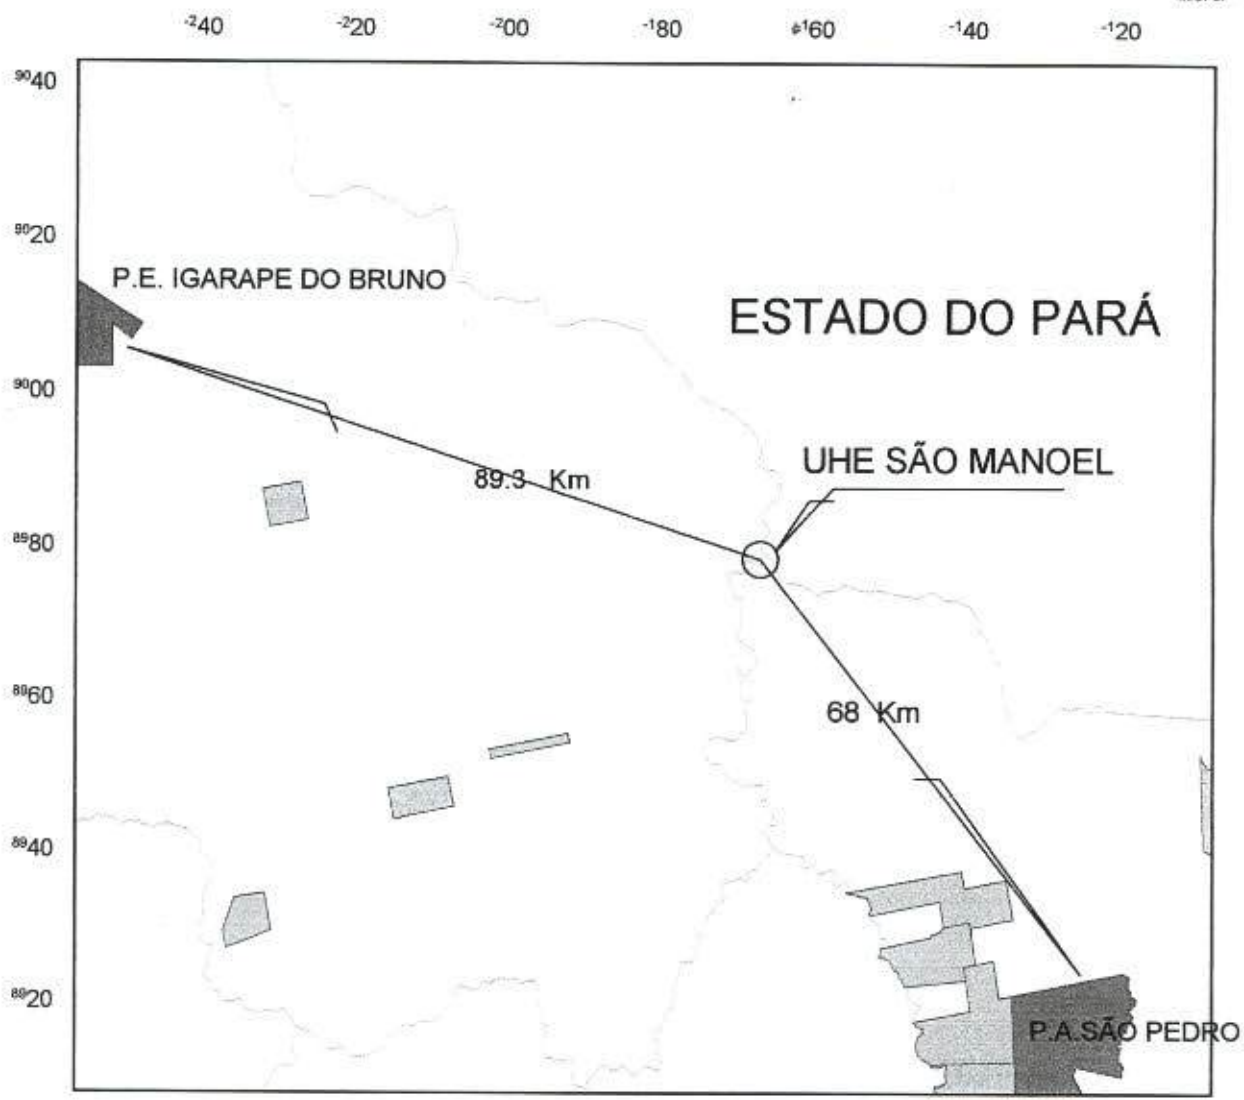 -240 -220 -200 -180 ¢160 -140 -120
9040
9020
P.E. IGARAPE DO BRUNO
ESTADO DO PARÁ
9000
UHE SÃO MANOEL
89.3 Km
8980
8960
68 Km
8940
8920
P.A.SÃO PEDRO